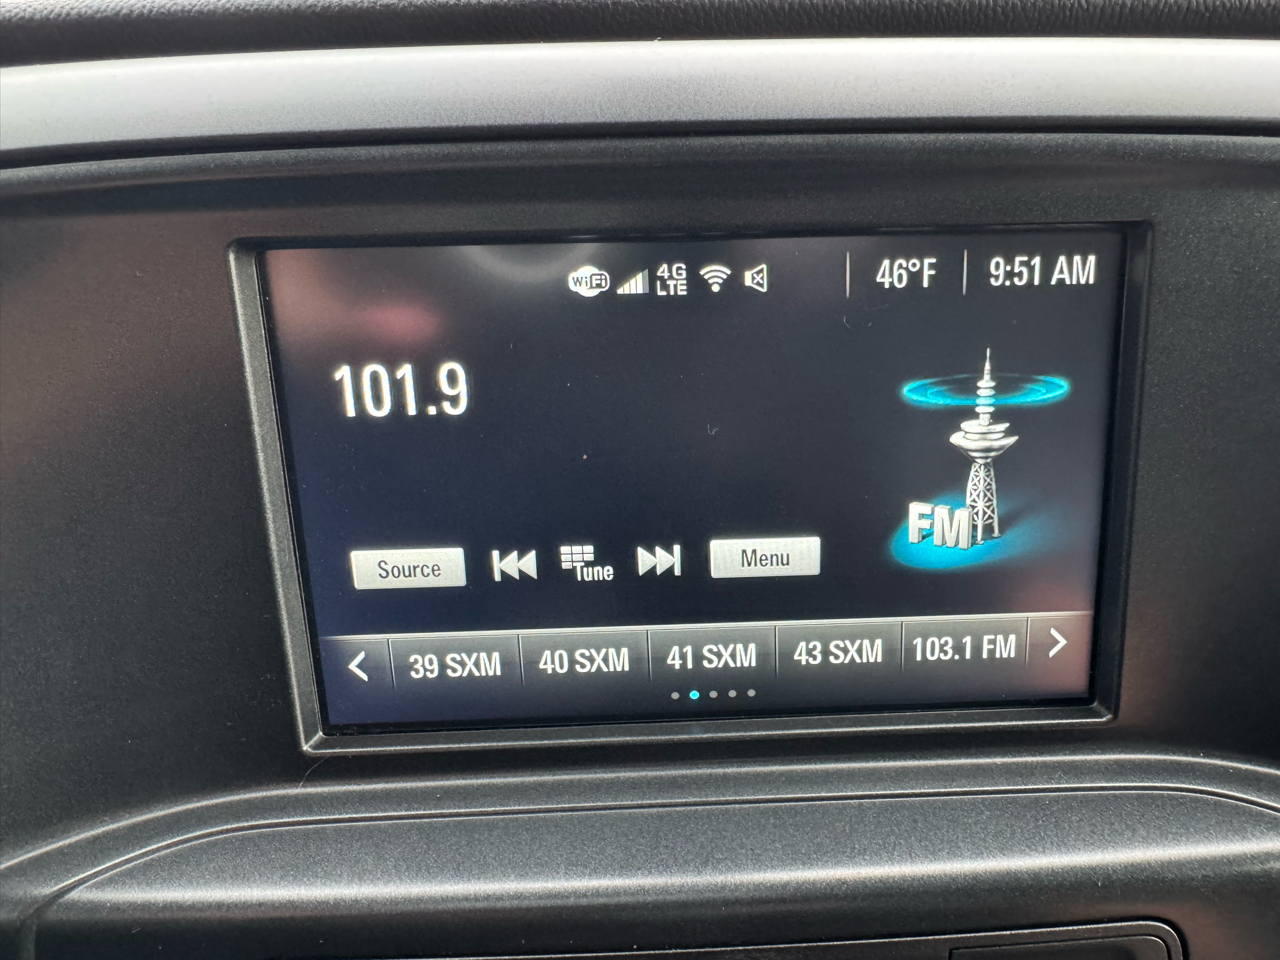 WiFi 4G LTE 46°F 9:51 AM
101.9
FM
Source Tune Menu
39 SXM 40 SXM 41 SXM 43 SXM 103.1 FM